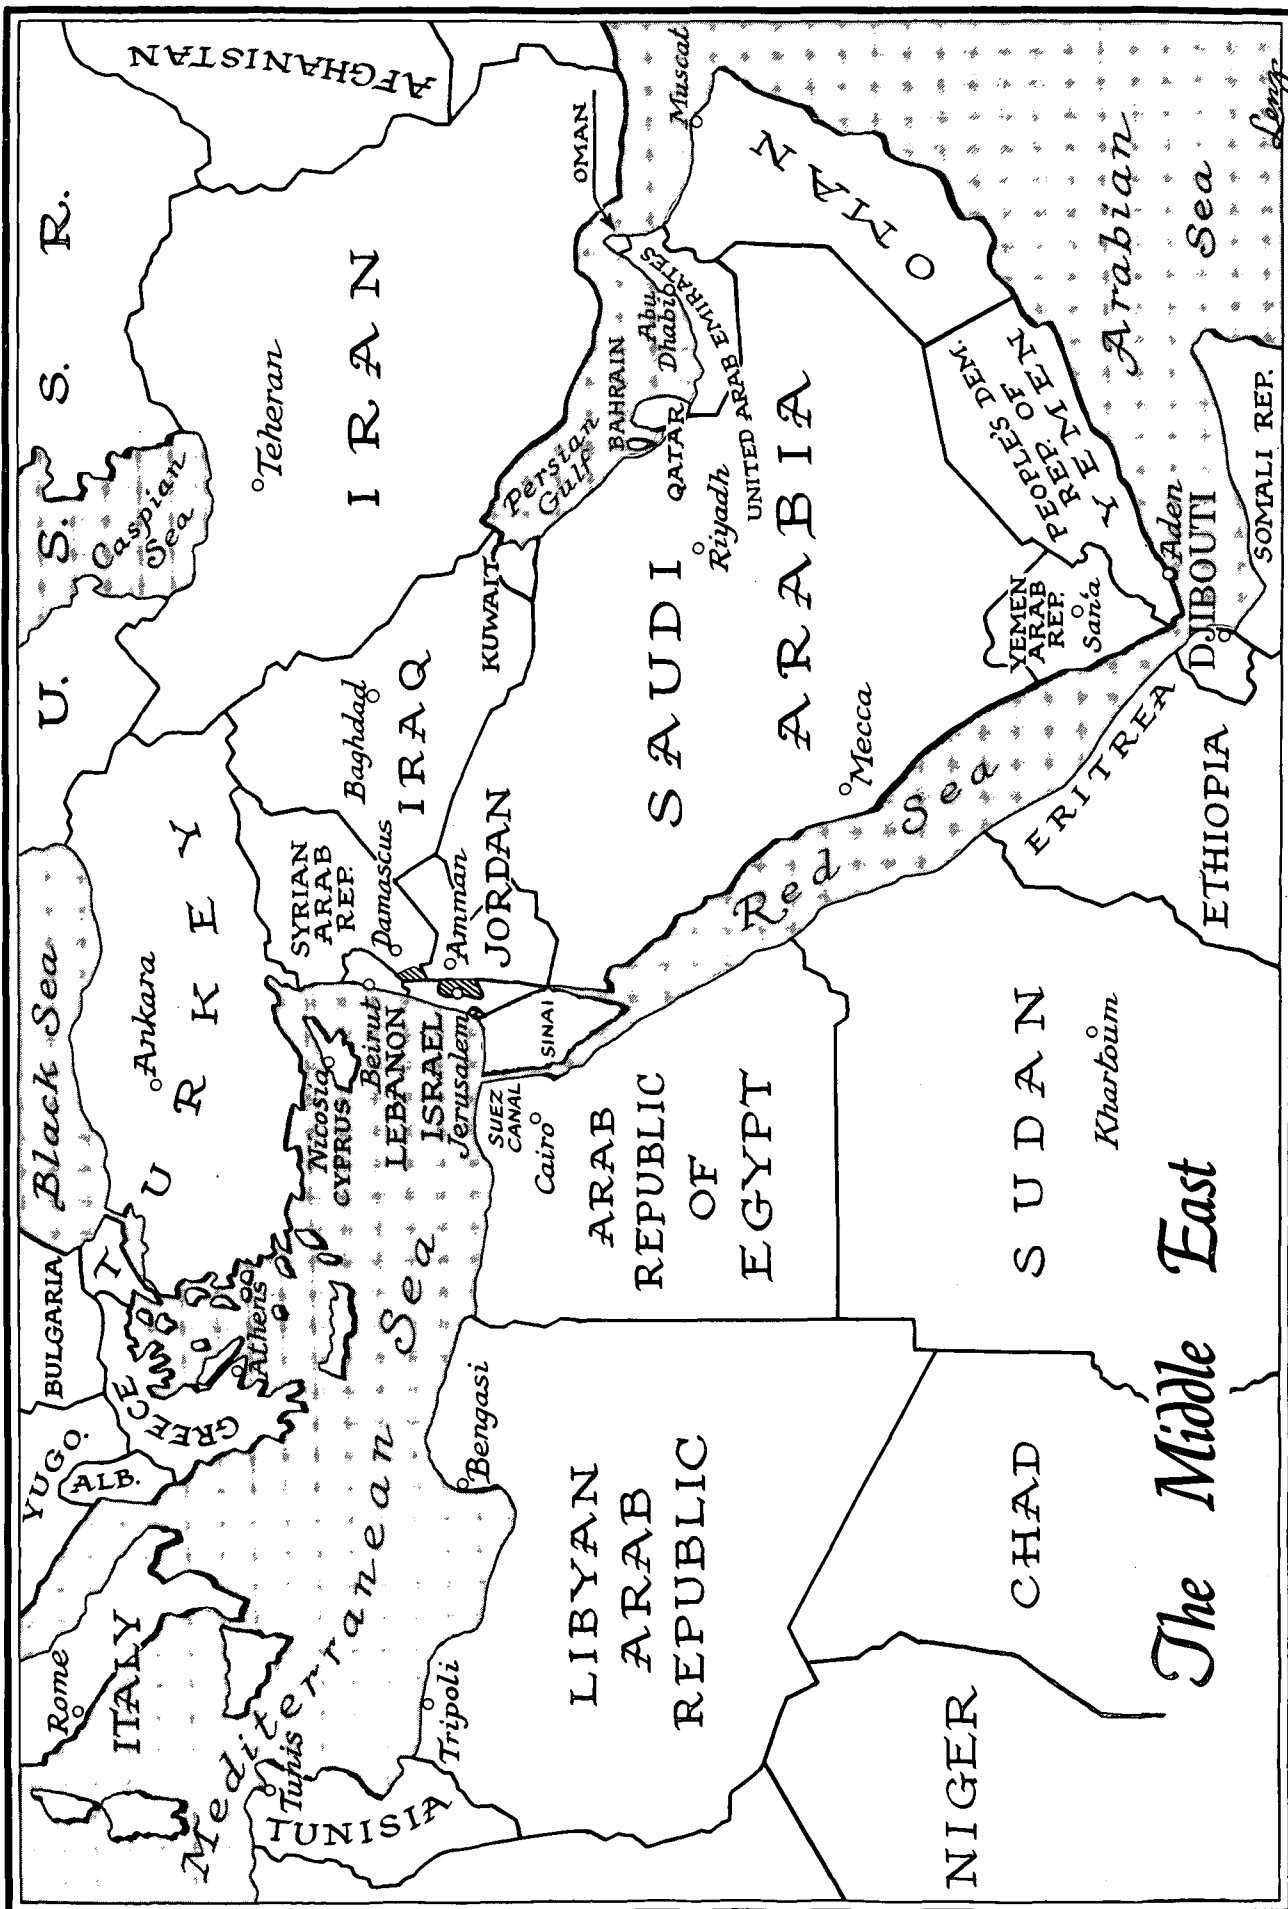 The Middle East
U. S. S. R.
YUGO.
BULGARIA
ALB.
GREECE
T
U R K E Y
Black Sea
Caspian
Sea
AFGHANISTAN
Rome
ITALY
Athens
Ankara
Teheran
I R A N
Mediterranean Sea
Tunis
TUNISIA
Nicosia
CYPRUS
SYRIAN
ARAB
REP.
Damascus
Beirut
LEBANON
Baghdad
IRAQ
ISRAEL
Jerusalem
Amman
JORDAN
KUWAIT
Persian
Gulf
BAHRAIN
QATAR
Abu
Dhabi
UNITED ARAB EMIRATES
OMAN
Muscat
O M A N
Tripoli
Bengasi
LIBYAN
ARAB
REPUBLIC
SUEZ
CANAL
Cairo
SINAI
ARAB
REPUBLIC
OF
EGYPT
SAUDI
ARABIA
Riyadh
Mecca
Red Sea
NIGER
CHAD
SUDAN
Khartoum
ERITREA
ETHIOPIA
YEMEN
ARAB
REP.
San'a
PEOPLE'S DEM.
REP. OF
YEMEN
Aden
DJIBOUTI
SOMALI REP.
Arabian
Sea
Leng